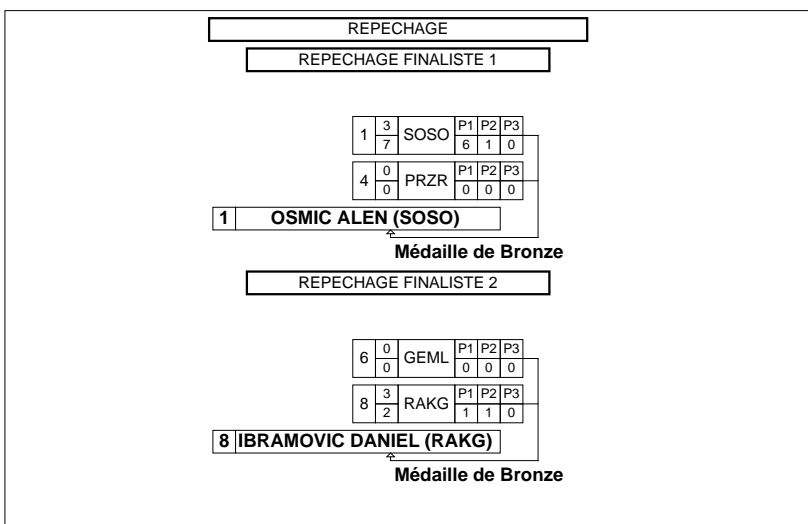 REPECHAGE
REPECHAGE FINALISTE 1
1 3 SOSO P1 P2 P3
7 6 1 0
4 0 PRZR P1 P2 P3
0 0 0 0
1 OSMIC ALEN (SOSO)
Médaille de Bronze
REPECHAGE FINALISTE 2
6 0 GEML P1 P2 P3
0 0 0 0
8 3 RAKG P1 P2 P3
2 1 1 0
8 IBRAMOVIC DANIEL (RAKG)
Médaille de Bronze